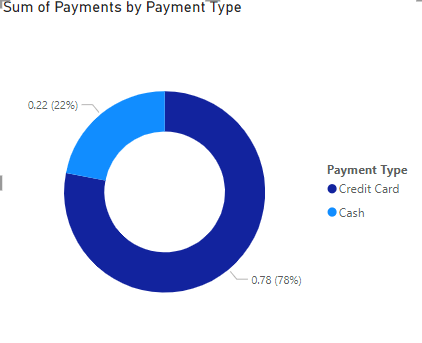 Sum of Payments by Payment Type
0.22 (22%)
Payment Type
Credit Card
Cash
0.78 (78%)